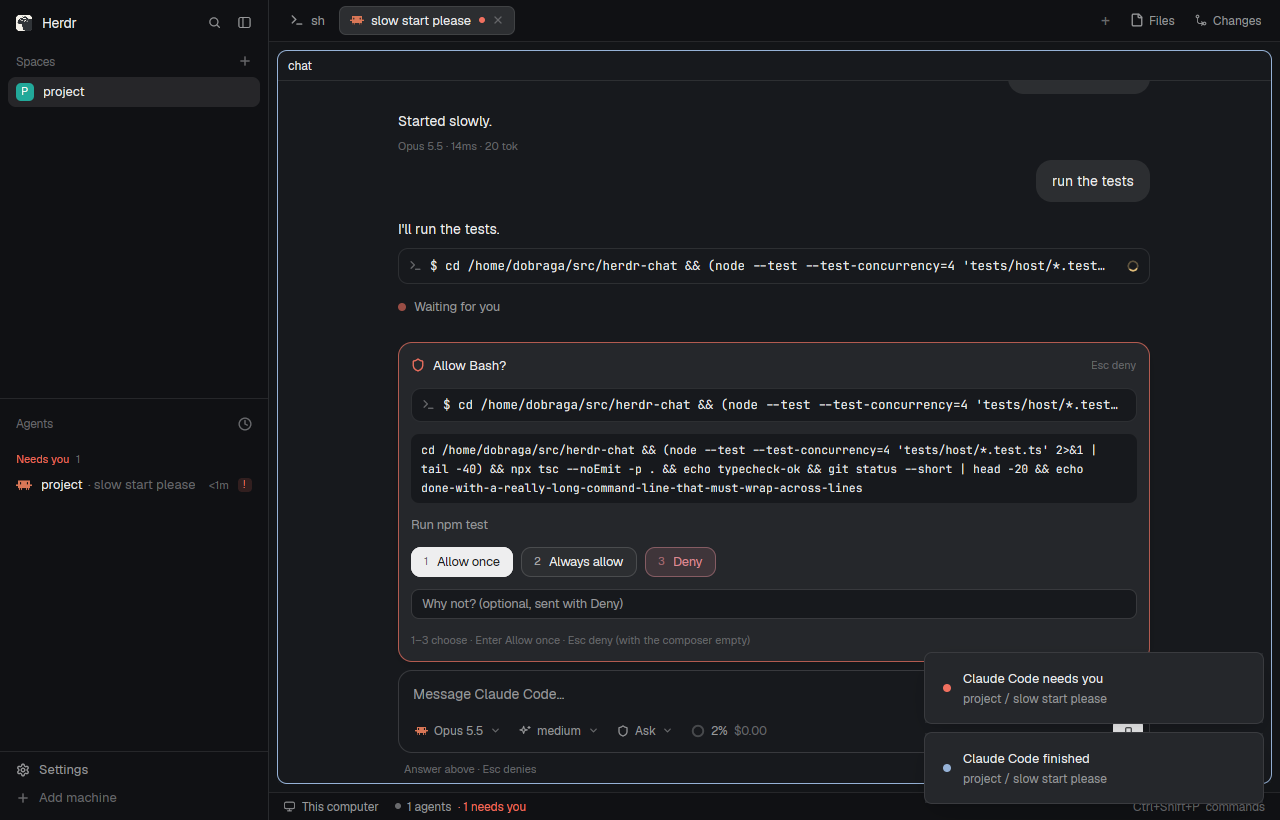 Herdr
sh
slow start please
Files
Changes
Spaces
P project
chat
Started slowly.
Opus 5.5 · 14ms · 20 tok
run the tests
I'll run the tests.
$ cd /home/dobraga/src/herdr-chat && (node --test --test-concurrency=4 'tests/host/*.test…
Waiting for you
Allow Bash?
Esc deny
$ cd /home/dobraga/src/herdr-chat && (node --test --test-concurrency=4 'tests/host/*.test…
cd /home/dobraga/src/herdr-chat && (node --test --test-concurrency=4 'tests/host/*.test.ts' 2>&1 |
tail -40) && npx tsc --noEmit -p . && echo typecheck-ok && git status --short | head -20 && echo
done-with-a-really-long-command-line-that-must-wrap-across-lines
Run npm test
1 Allow once
2 Always allow
3 Deny
Why not? (optional, sent with Deny)
1–3 choose · Enter Allow once · Esc deny (with the composer empty)
Message Claude Code…
Opus 5.5
medium
Ask
2% $0.00
Answer above · Esc denies
Agents
Needs you 1
project · slow start please <1m !
Settings
Add machine
Claude Code needs you
project / slow start please
Claude Code finished
project / slow start please
This computer
1 agents · 1 needs you
Ctrl+Shift+P commands